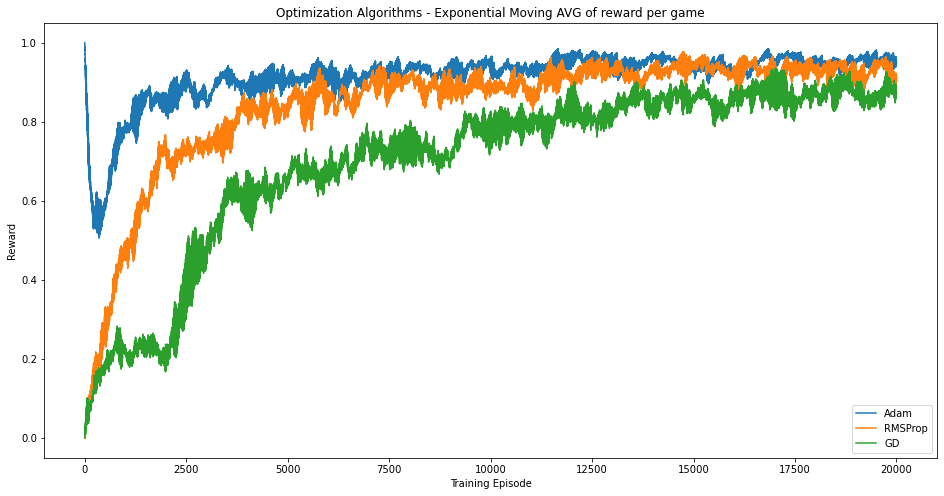 Optimization Algorithms - Exponential Moving AVG of reward per game
1.0
0.8
0.6
0.4
0.2
0.0
Reward
0
2500
5000
7500
10000
12500
15000
17500
20000
Training Episode
Adam
RMSProp
GD